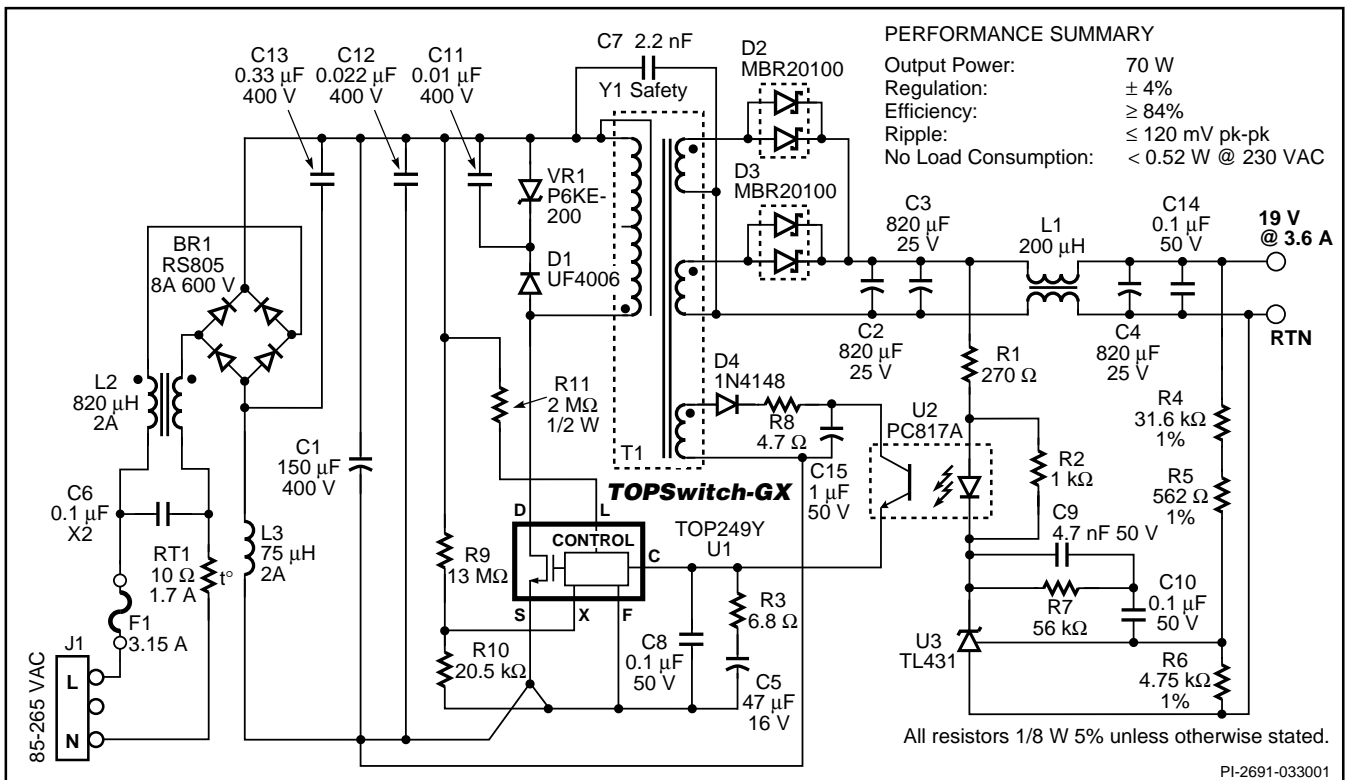 C13
0.33 µF
400 V
C12
0.022 µF
400 V
C11
0.01 µF
400 V
C7 2.2 nF
Y1 Safety
D2
MBR20100
PERFORMANCE SUMMARY
Output Power: 70 W
Regulation: ± 4%
Efficiency: ≥ 84%
Ripple: ≤ 120 mV pk-pk
No Load Consumption: < 0.52 W @ 230 VAC
VR1
P6KE-
200
D3
MBR20100
BR1
RS805
8A 600 V
D1
UF4006
C3
820 µF
25 V
L1
200 µH
C14
0.1 µF
50 V
19 V
@ 3.6 A
RTN
C2
820 µF
25 V
C4
820 µF
25 V
L2
820 µH
2A
R11
2 MΩ
1/2 W
D4
1N4148
R8
4.7 Ω
T1
R1
270 Ω
U2
PC817A
R4
31.6 kΩ
1%
C1
150 µF
400 V
TOPSwitch-GX
C15
1 µF
50 V
R2
1 kΩ
R5
562 Ω
1%
C6
0.1 µF
X2
L3
75 µH
2A
D
L
CONTROL
C
S
X
F
TOP249Y
U1
C9
4.7 nF 50 V
RT1
10 Ω
1.7 A
t°
R9
13 MΩ
R3
6.8 Ω
R7
56 kΩ
C10
0.1 µF
50 V
F1
3.15 A
J1
L
N
85-265 VAC
R10
20.5 kΩ
C8
0.1 µF
50 V
C5
47 µF
16 V
U3
TL431
R6
4.75 kΩ
1%
All resistors 1/8 W 5% unless otherwise stated.
PI-2691-033001